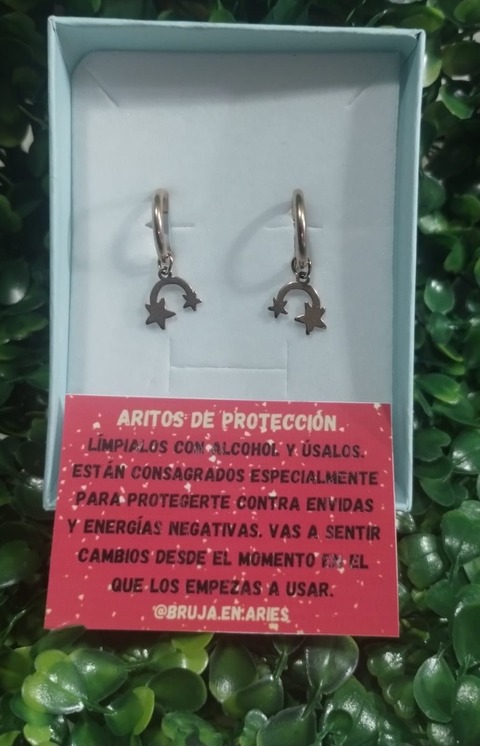 ARITOS DE PROTECCIÓN
LÍMPIALOS CON ALCOHOL Y ÚSALOS.
ESTÁN CONSAGRADOS ESPECIALMENTE
PARA PROTEGERTE CONTRA ENVIDAS
Y ENERGÍAS NEGATIVAS. VAS A SENTIR
CAMBIOS DESDE EL MOMENTO EN EL
QUE LOS EMPEZAS A USAR.
@BRUJA.EN.ARIES